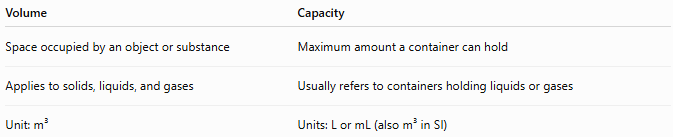 Volume Capacity
Space occupied by an object or substance Maximum amount a container can hold
Applies to solids, liquids, and gases Usually refers to containers holding liquids or gases
Unit: m³ Units: L or mL (also m³ in SI)